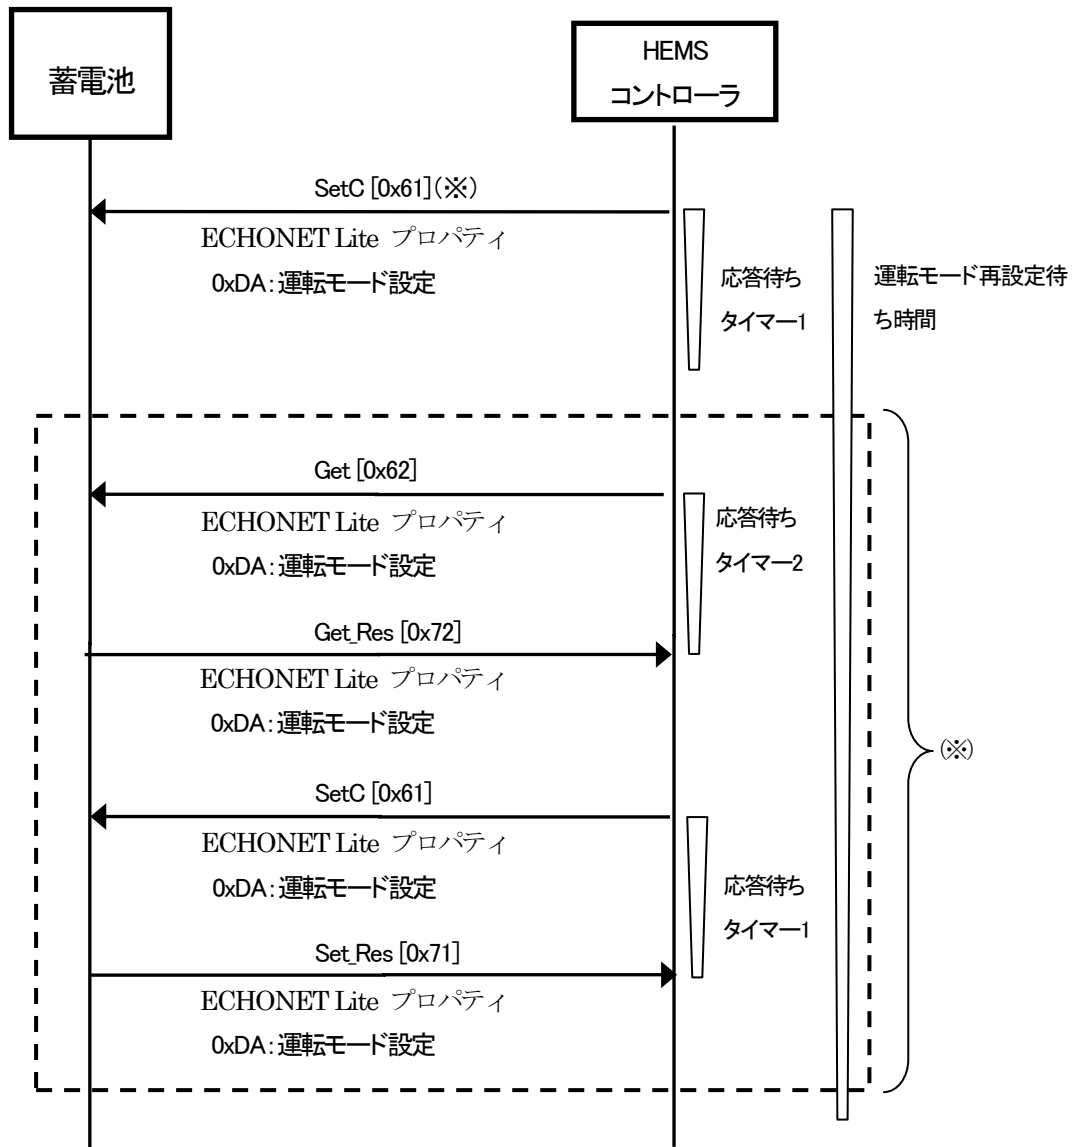 蓄電池
HEMS
コントローラ
SetC [0x61](※)
ECHONET Lite プロパティ
0xDA:運転モード設定
応答待ち
タイマー1
運転モード再設定待
ち時間
Get [0x62]
ECHONET Lite プロパティ
0xDA:運転モード設定
応答待ち
タイマー2
Get_Res [0x72]
ECHONET Lite プロパティ
0xDA:運転モード設定
(※)
SetC [0x61]
ECHONET Lite プロパティ
0xDA:運転モード設定
応答待ち
タイマー1
Set_Res [0x71]
ECHONET Lite プロパティ
0xDA:運転モード設定